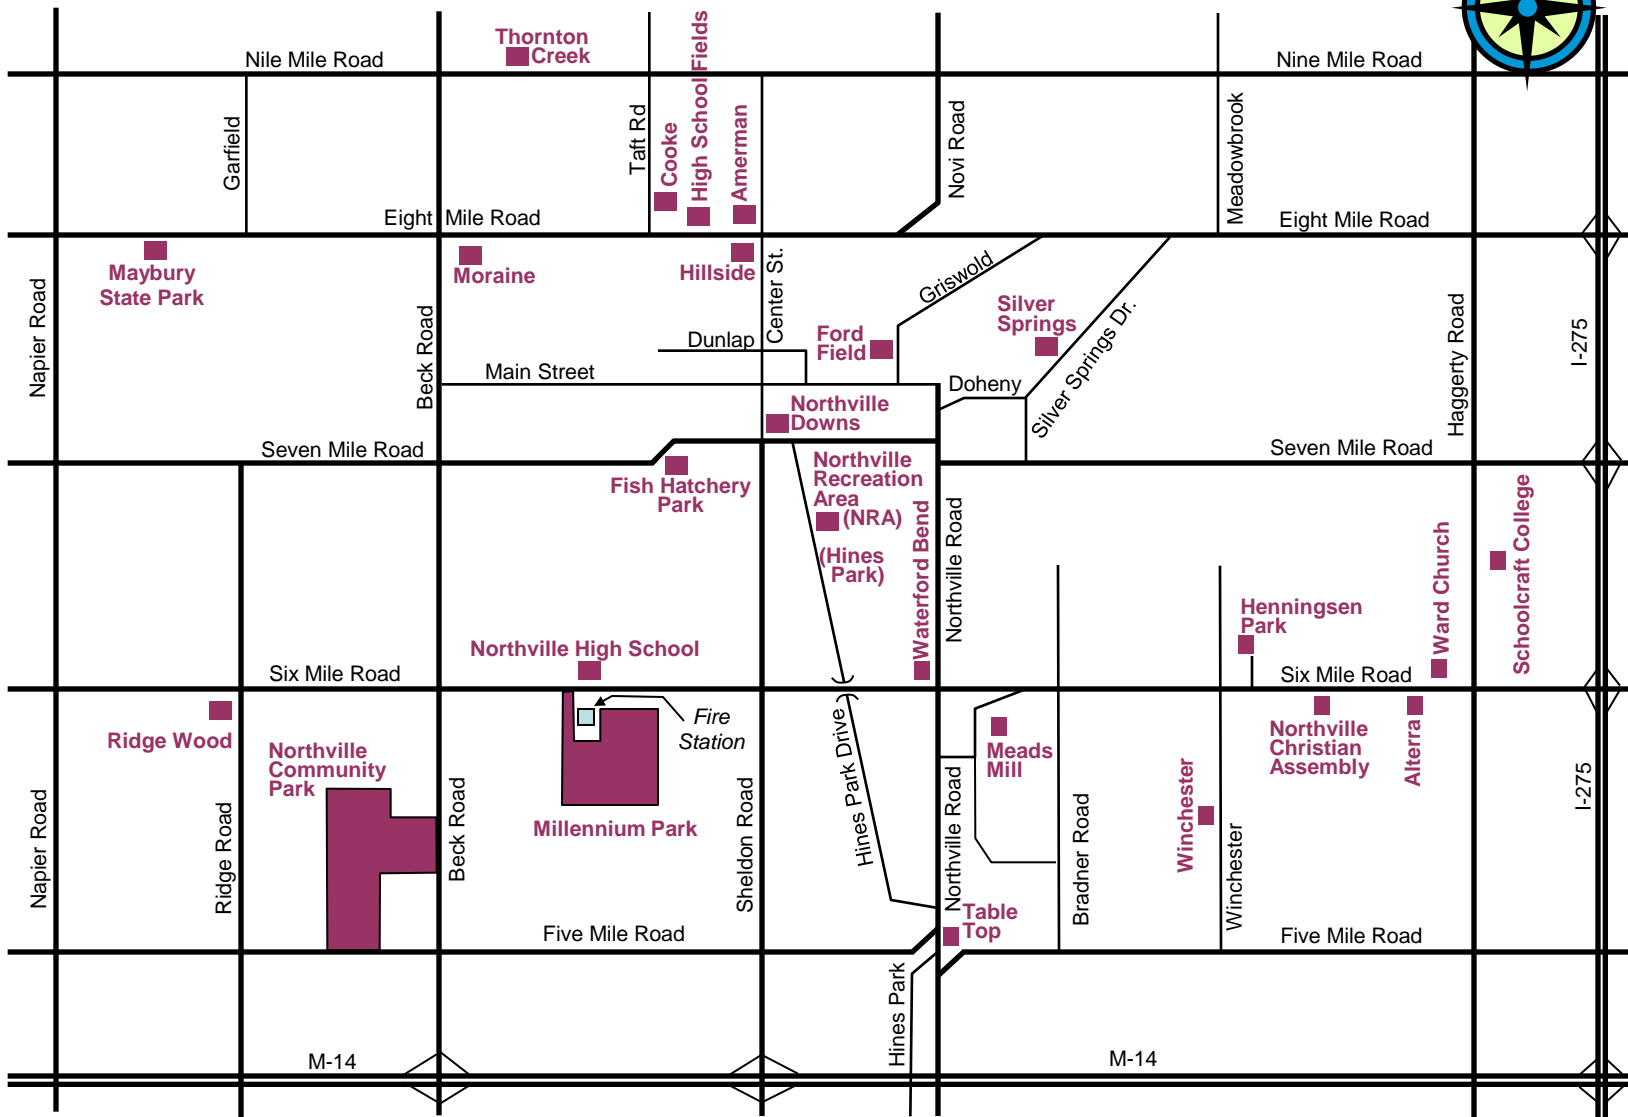 Thornton
Creek
Nile Mile Road
Nine Mile Road
High School Fields
Garfield
Taft Rd
Cooke
Amerman
Novi Road
Meadowbrook
Eight Mile Road
Eight Mile Road
Maybury
State Park
Moraine
Hillside
Center St.
Griswold
Silver
Springs
Silver Springs Dr.
Napier Road
Beck Road
Dunlap
Ford
Field
Haggerty Road
I-275
Main Street
Doheny
Northville
Downs
Seven Mile Road
Seven Mile Road
Fish Hatchery
Park
Northville
Recreation
Area
(NRA)
(Hines
Park)
Waterford Bend
Northville Road
Ward Church
Schoolcraft College
Henningsen
Park
Northville High School
Six Mile Road
Six Mile Road
Ridge Wood
Northville
Community
Park
Fire
Station
Hines Park Drive
Meads
Mill
Northville
Christian
Assembly
Alterra
Winchester
Napier Road
Ridge Road
Beck Road
Millennium Park
Sheldon Road
Northville Road
Bradner Road
Winchester
I-275
Table
Top
Five Mile Road
Five Mile Road
Hines Park
M-14
M-14